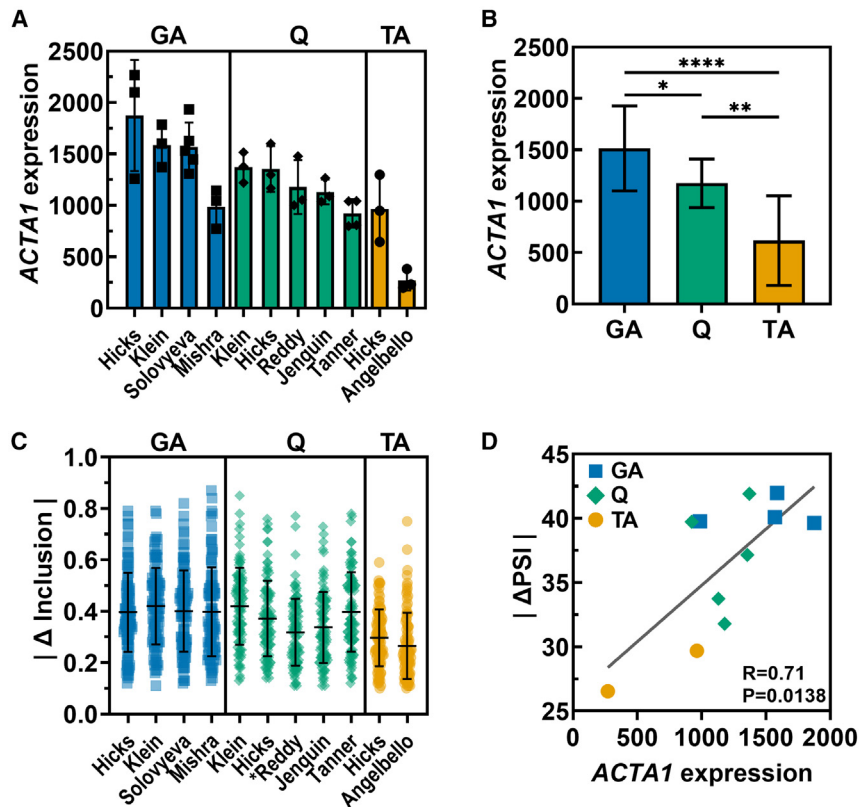 A
GA Q TA
ACTA1 expression
2500
2000
1500
1000
500
0
Hicks
Klein
Solovyeva
Mishra
Klein
Hicks
Reddy
Jenguin
Tanner
Hicks
Angelbello
B
ACTA1 expression
2500
2000
1500
1000
500
0
****
*
**
GA Q TA
C
GA Q TA
| Δ Inclusion |
1.0
0.8
0.6
0.4
0.2
0.0
Hicks
Klein
Solovyeva
Mishra
Klein
Hicks
*Reddy
Jenguin
Tanner
Hicks
Angelbello
D
| ΔPSI |
45
40
35
30
25
GA
Q
TA
R=0.71
P=0.0138
0 500 1000 1500 2000
ACTA1 expression